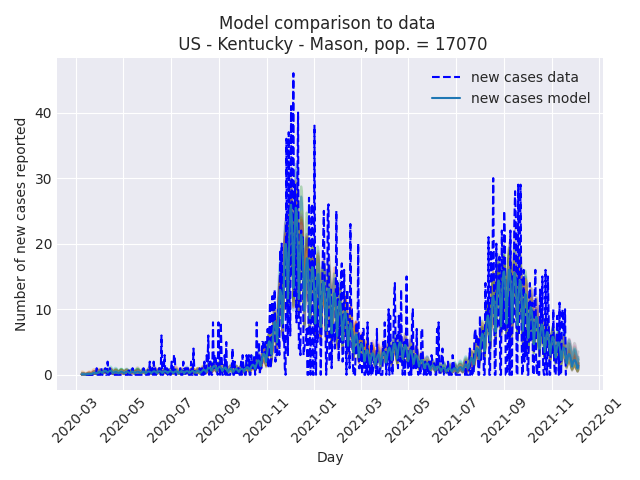 Model comparison to data
US - Kentucky - Mason, pop. = 17070
new cases data
new cases model
Number of new cases reported
40
30
20
10
0
2020-03
2020-05
2020-07
2020-09
2020-11
2021-01
2021-03
2021-05
2021-07
2021-09
2021-11
2022-01
Day